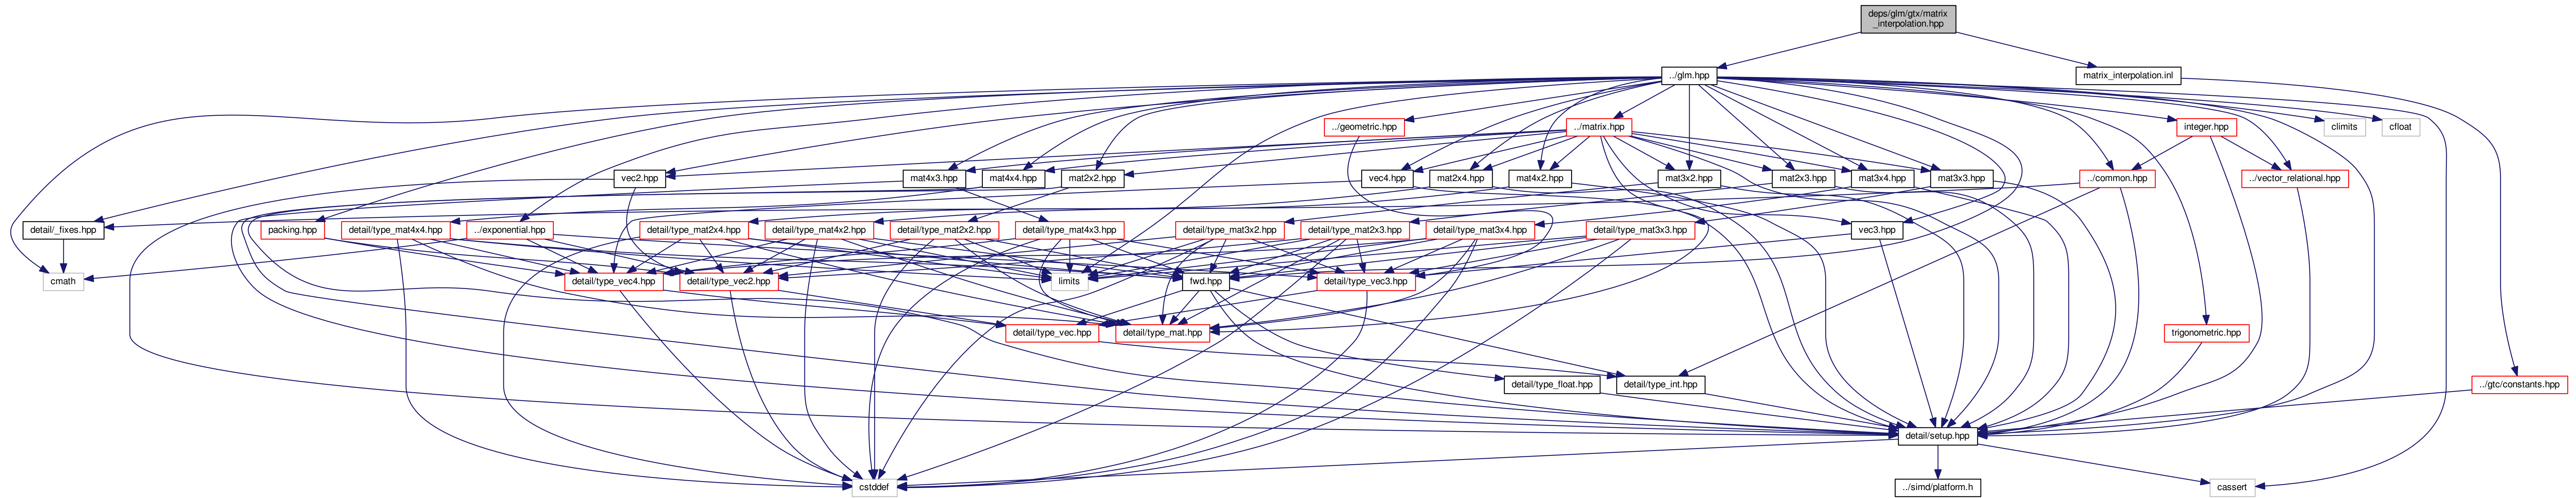 deps/glm/gtx/matrix
_interpolation.hpp
../glm.hpp
matrix_interpolation.inl
../geometric.hpp
../matrix.hpp
integer.hpp
climits
cfloat
vec2.hpp
mat4x3.hpp
mat4x4.hpp
mat2x2.hpp
vec4.hpp
mat2x4.hpp
mat4x2.hpp
mat3x2.hpp
mat2x3.hpp
mat3x4.hpp
mat3x3.hpp
../common.hpp
../vector_relational.hpp
detail/_fixes.hpp
packing.hpp
detail/type_mat4x4.hpp
../exponential.hpp
detail/type_mat2x4.hpp
detail/type_mat4x2.hpp
detail/type_mat2x2.hpp
detail/type_mat4x3.hpp
detail/type_mat3x2.hpp
detail/type_mat2x3.hpp
detail/type_mat3x4.hpp
detail/type_mat3x3.hpp
vec3.hpp
cmath
detail/type_vec4.hpp
detail/type_vec2.hpp
limits
fwd.hpp
detail/type_vec3.hpp
detail/type_vec.hpp
detail/type_mat.hpp
trigonometric.hpp
detail/type_float.hpp
detail/type_int.hpp
../gtc/constants.hpp
detail/setup.hpp
cstddef
../simd/platform.h
cassert